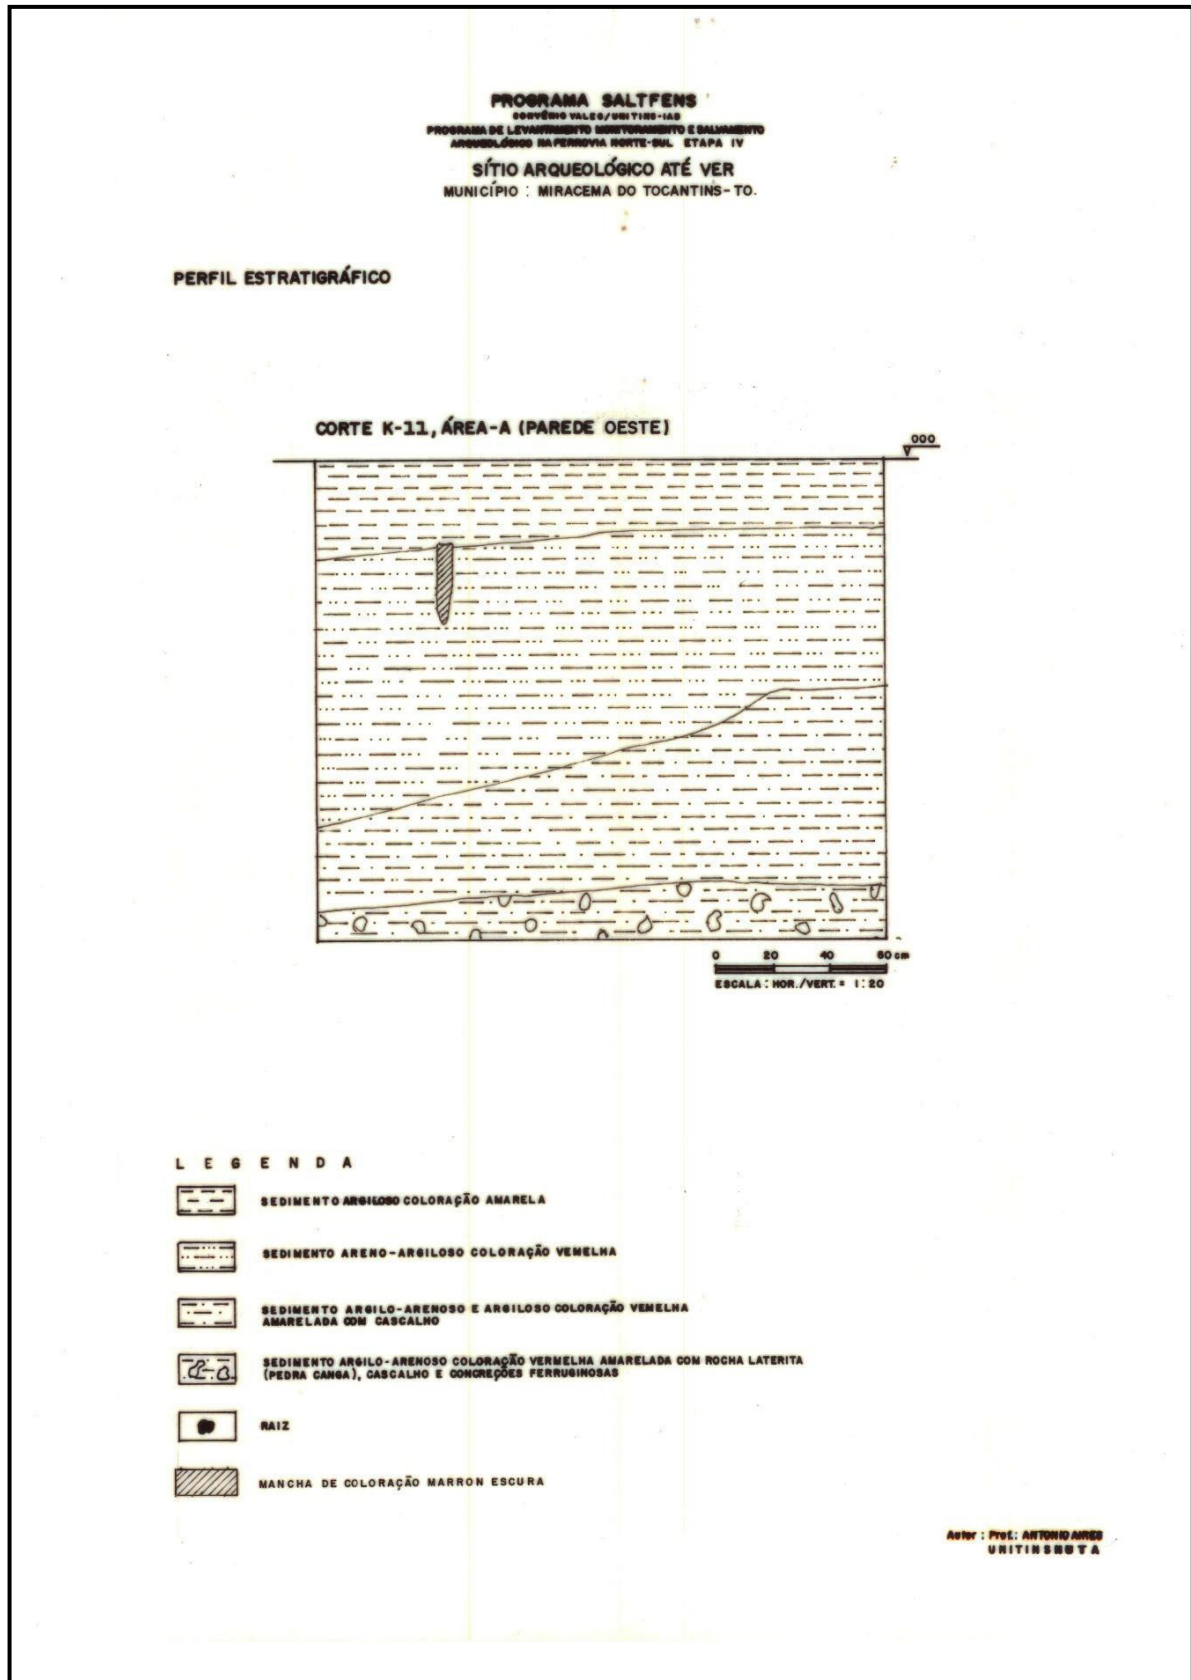 PROGRAMA SALTFENS
CONVÊNIO VALEC/UNITINS-IAB
PROGRAMA DE LEVANTAMENTO MONITORAMENTO E SALVAMENTO
ARQUEOLÓGICO NA FERROVIA NORTE-SUL ETAPA IV
SÍTIO ARQUEOLÓGICO ATÉ VER
MUNICÍPIO : MIRACEMA DO TOCANTINS-TO.
PERFIL ESTRATIGRÁFICO
CORTE K-11, ÁREA-A (PAREDE OESTE)
000
0 20 40 60 cm
ESCALA : HOR./VERT. = 1:20
LEGENDA
SEDIMENTO ARGILOSO COLORAÇÃO AMARELA
SEDIMENTO ARENO-ARGILOSO COLORAÇÃO VEMELHA
SEDIMENTO ARGILO-ARENOSO E ARGILOSO COLORAÇÃO VEMELHA
AMARELADA COM CASCALHO
SEDIMENTO ARGILO-ARENOSO COLORAÇÃO VERMELHA AMARELADA COM ROCHA LATERITA
(PEDRA CANGA), CASCALHO E CONCREÇÕES FERRUGINOSAS
RAIZ
MANCHA DE COLORAÇÃO MARRON ESCURA
Autor : Prof.: ANTONIO AIRES